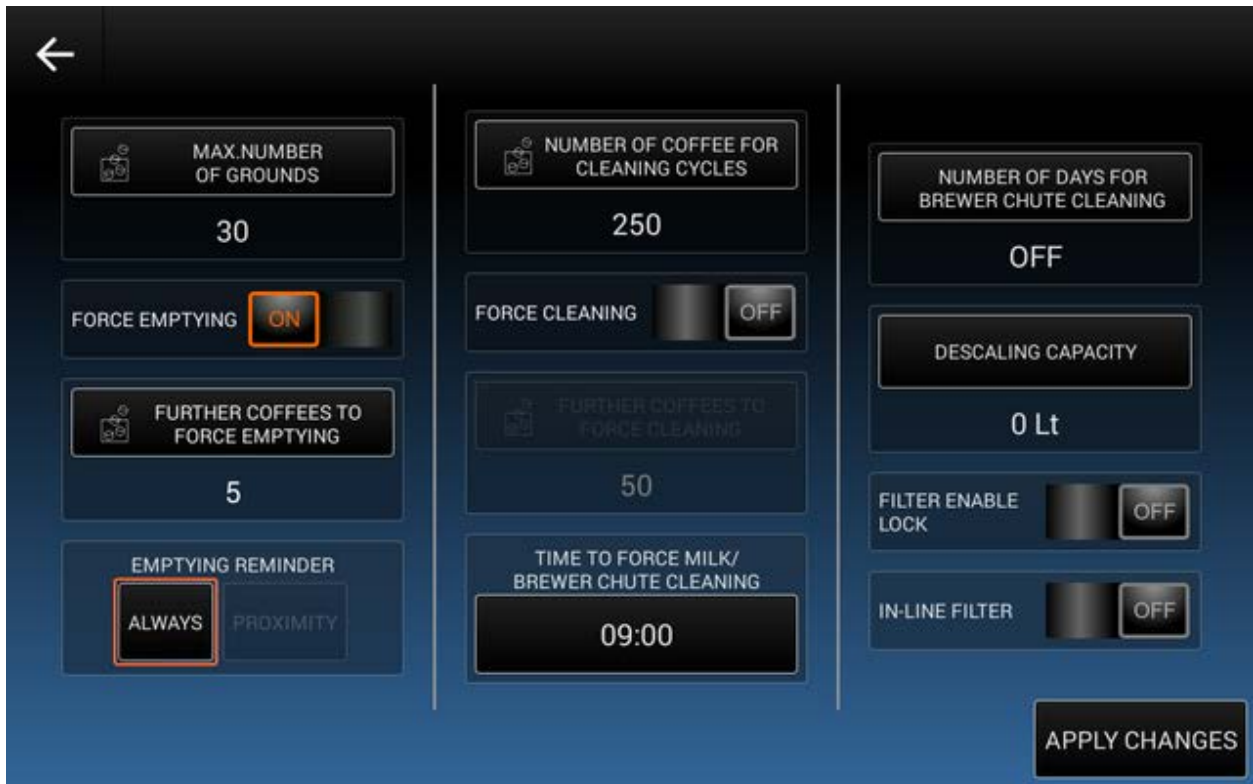 MAX.NUMBER
OF GROUNDS
30
FORCE EMPTYING
ON
FURTHER COFFEES TO
FORCE EMPTYING
5
EMPTYING REMINDER
ALWAYS
PROXIMITY
NUMBER OF COFFEE FOR
CLEANING CYCLES
250
FORCE CLEANING
OFF
FURTHER COFFEES TO
FORCE CLEANING
50
TIME TO FORCE MILK/
BREWER CHUTE CLEANING
09:00
NUMBER OF DAYS FOR
BREWER CHUTE CLEANING
OFF
DESCALING CAPACITY
0 Lt
FILTER ENABLE
LOCK
OFF
IN-LINE FILTER
OFF
APPLY CHANGES